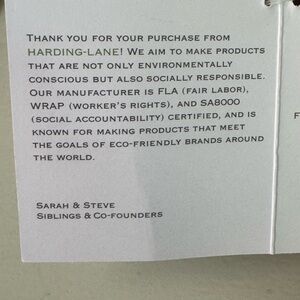 THANK YOU FOR YOUR PURCHASE FROM
HARDING-LANE! WE AIM TO MAKE PRODUCTS
THAT ARE NOT ONLY ENVIRONMENTALLY
CONSCIOUS BUT ALSO SOCIALLY RESPONSIBLE.
OUR MANUFACTURER IS FLA (FAIR LABOR),
WRAP (WORKER'S RIGHTS), AND SA8000
(SOCIAL ACCOUNTABILITY) CERTIFIED, AND IS
KNOWN FOR MAKING PRODUCTS THAT MEET
THE GOALS OF ECO-FRIENDLY BRANDS AROUND
THE WORLD.
SARAH & STEVE
SIBLINGS & CO-FOUNDERS
F